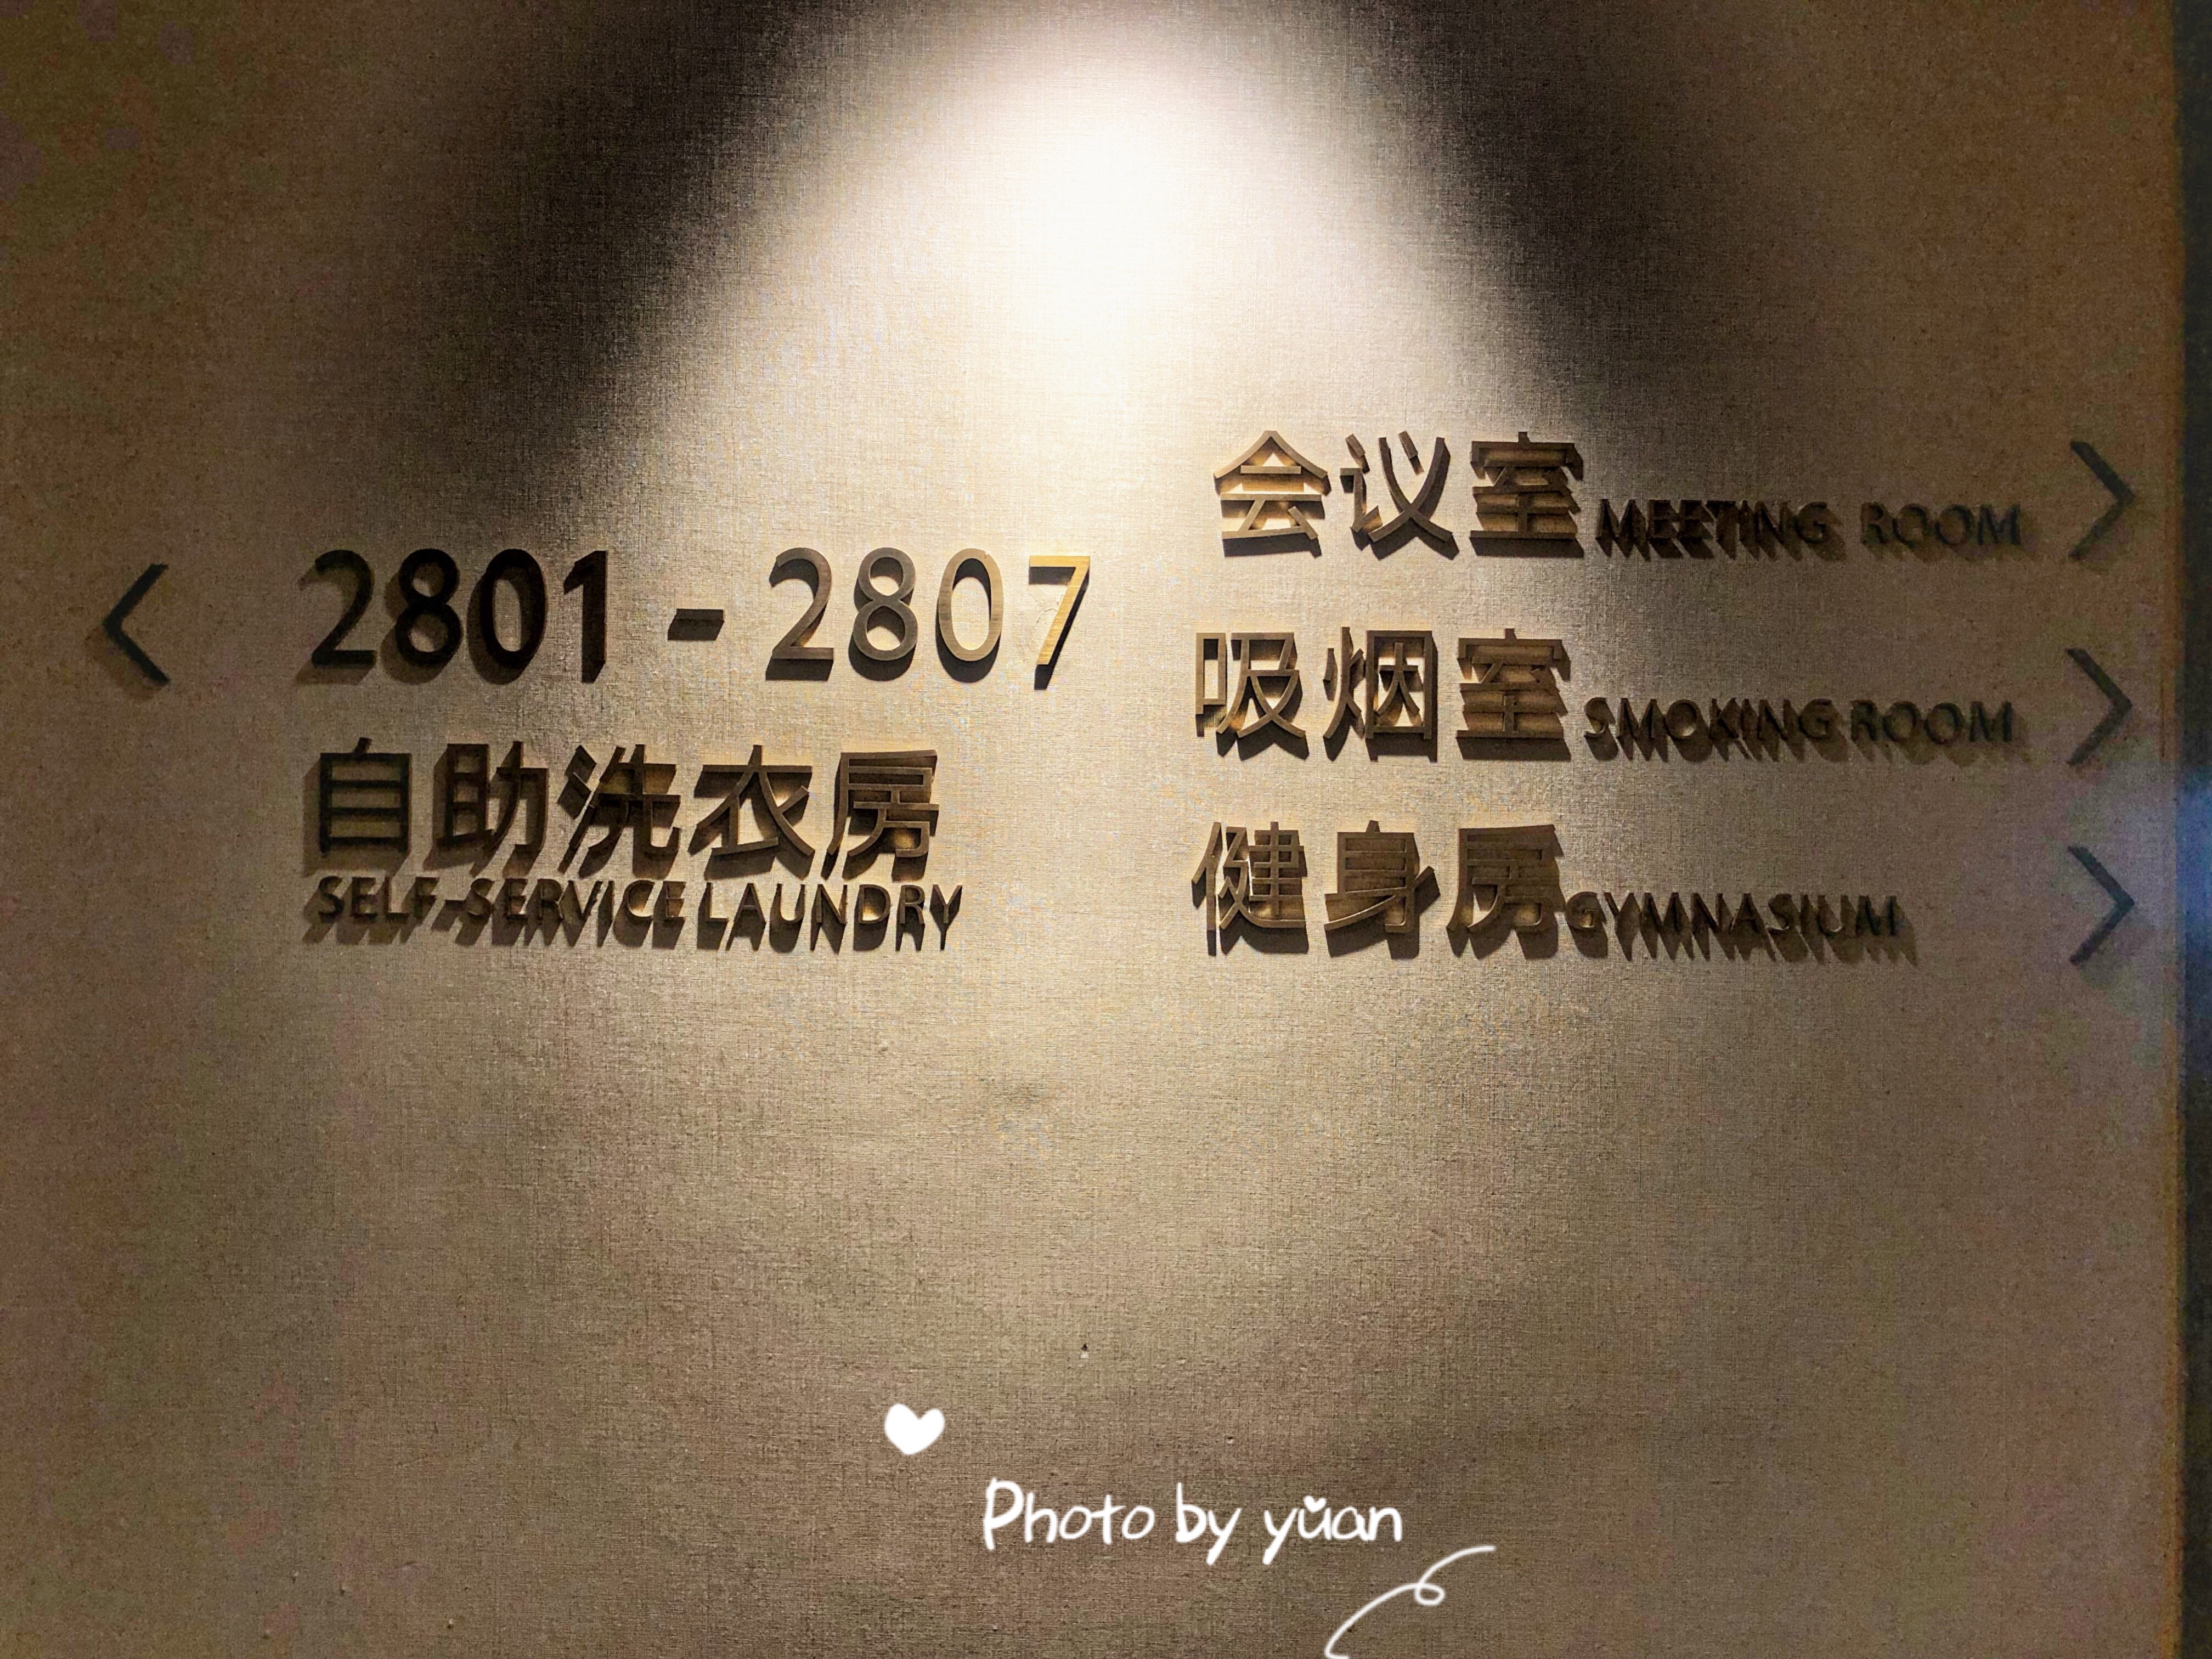 2801 - 2807
自助洗衣房
SELF-SERVICE LAUNDRY
会议室 MEETING ROOM
吸烟室 SMOKING ROOM
健身房 GYMNASIUM
Photo by yuan